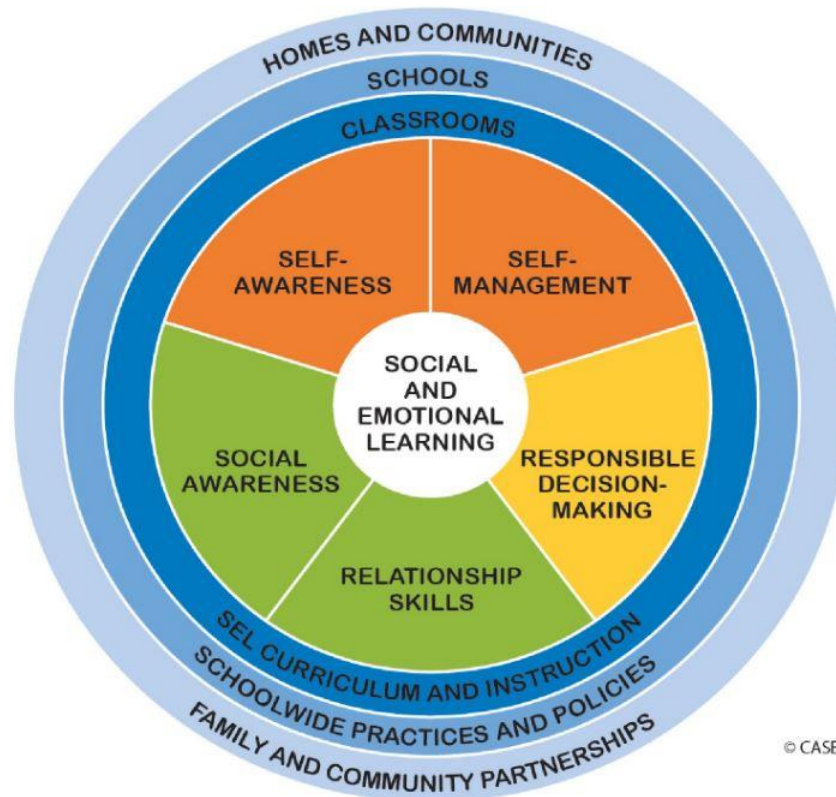 HOMES AND COMMUNITIES
SCHOOLS
CLASSROOMS
SELF-
AWARENESS
SELF-
MANAGEMENT
SOCIAL
AND
EMOTIONAL
LEARNING
SOCIAL
AWARENESS
RESPONSIBLE
DECISION-
MAKING
RELATIONSHIP
SKILLS
SEL CURRICULUM AND INSTRUCTION
SCHOOLWIDE PRACTICES AND POLICIES
FAMILY AND COMMUNITY PARTNERSHIPS
© CASE